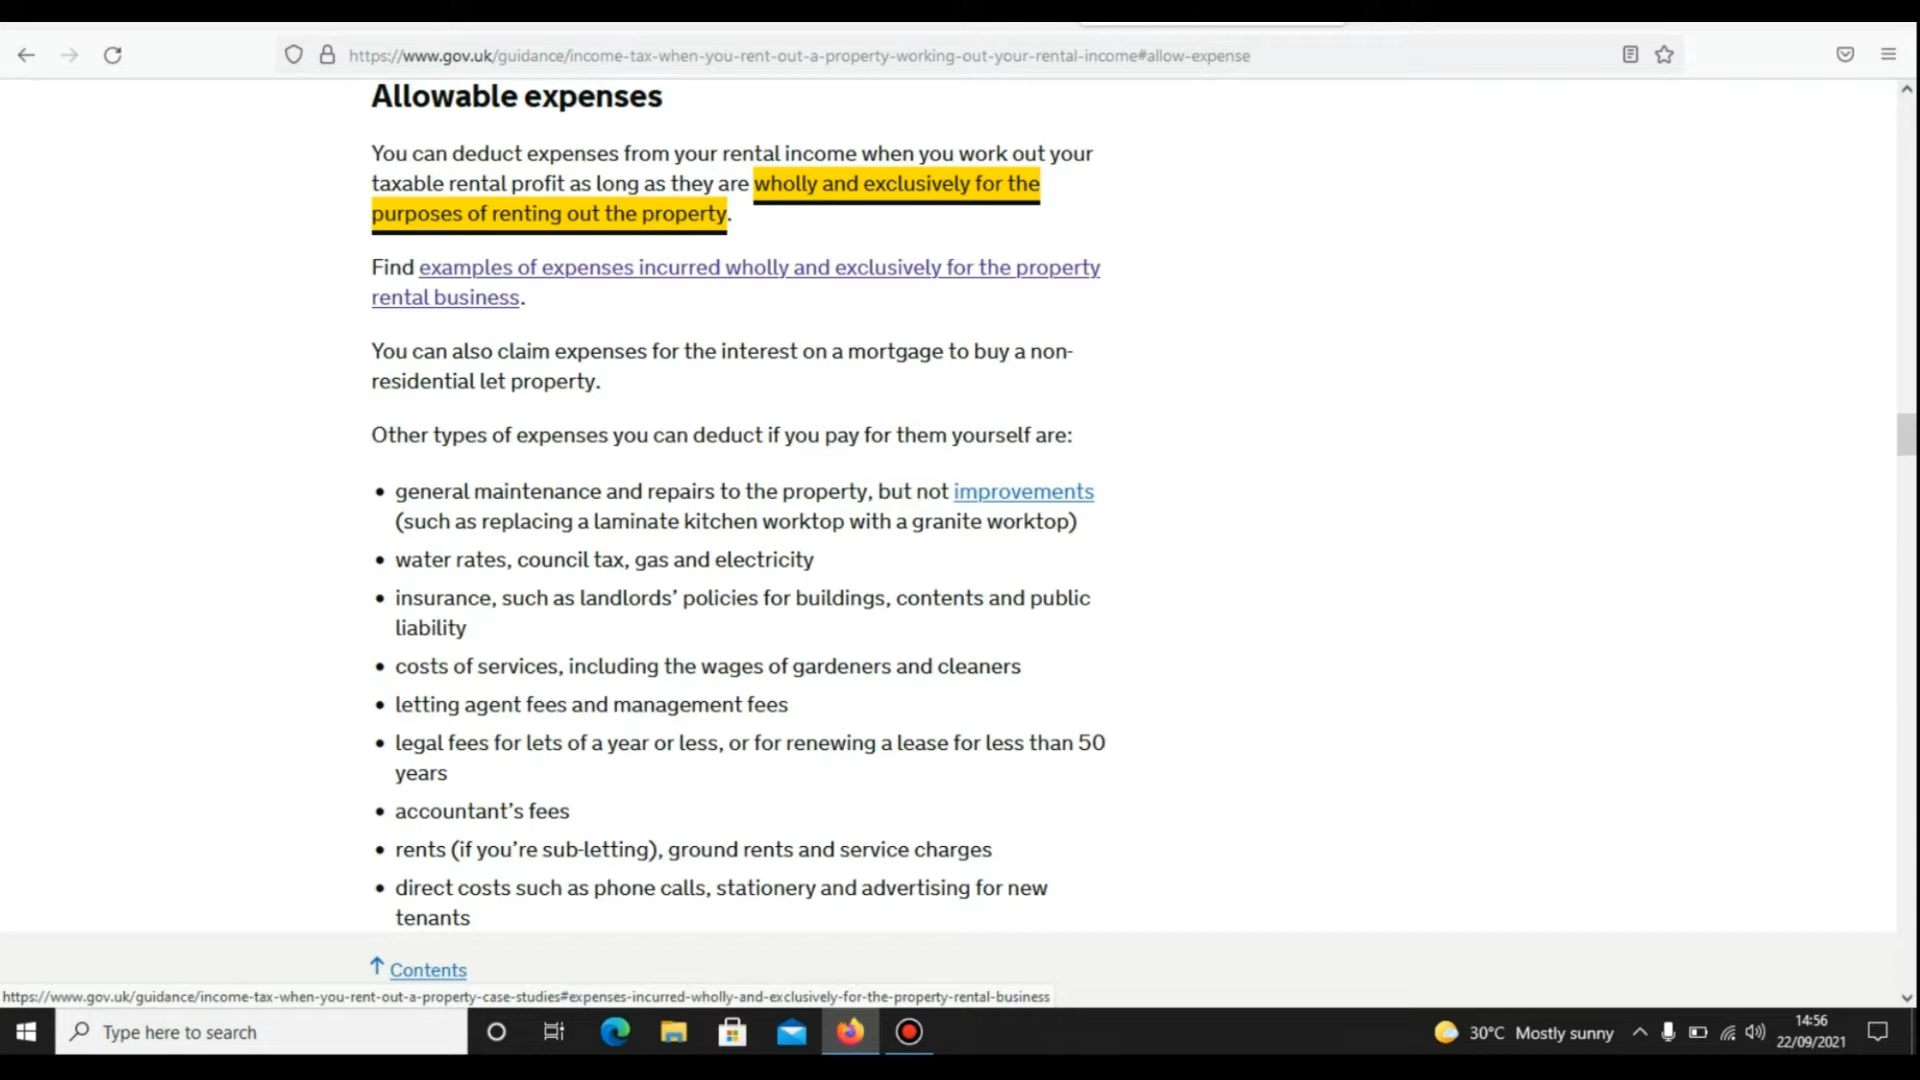 https://www.gov.uk/guidance/income-tax-when-you-rent-out-a-property-working-out-your-rental-income#allow-expense
Allowable expenses
You can deduct expenses from your rental income when you work out your
taxable rental profit as long as they are wholly and exclusively for the
purposes of renting out the property.
Find examples of expenses incurred wholly and exclusively for the property
rental business.
You can also claim expenses for the interest on a mortgage to buy a non-
residential let property.
Other types of expenses you can deduct if you pay for them yourself are:
• general maintenance and repairs to the property, but not improvements
(such as replacing a laminate kitchen worktop with a granite worktop)
• water rates, council tax, gas and electricity
• insurance, such as landlords’ policies for buildings, contents and public
liability
• costs of services, including the wages of gardeners and cleaners
• letting agent fees and management fees
• legal fees for lets of a year or less, or for renewing a lease for less than 50
years
• accountant’s fees
• rents (if you’re sub-letting), ground rents and service charges
• direct costs such as phone calls, stationery and advertising for new
tenants
↑ Contents
https://www.gov.uk/guidance/income-tax-when-you-rent-out-a-property-case-studies#expenses-incurred-wholly-and-exclusively-for-the-property-rental-business
Type here to search
30°C Mostly sunny
14:56
22/09/2021